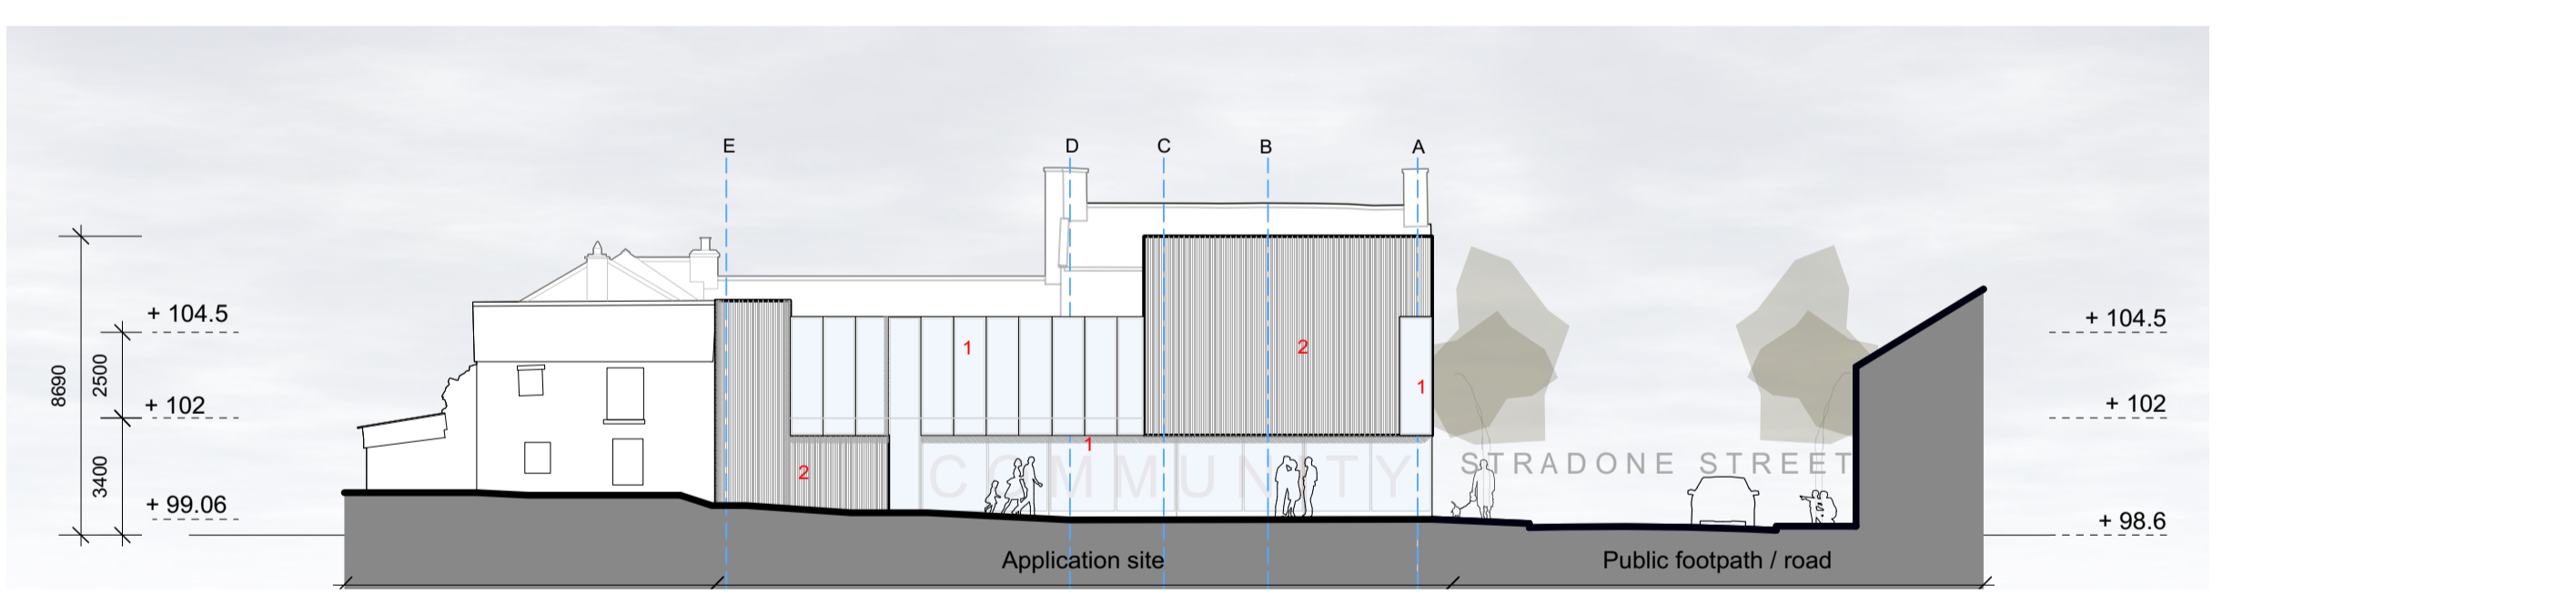 E D C B A
+ 104.5
+ 104.5
8690
2500
1
2
1
+ 102
+ 102
1
2
3400
COMMUNITY
STRADONE STREET
+ 99.06
+ 98.6
Application site
Public footpath / road